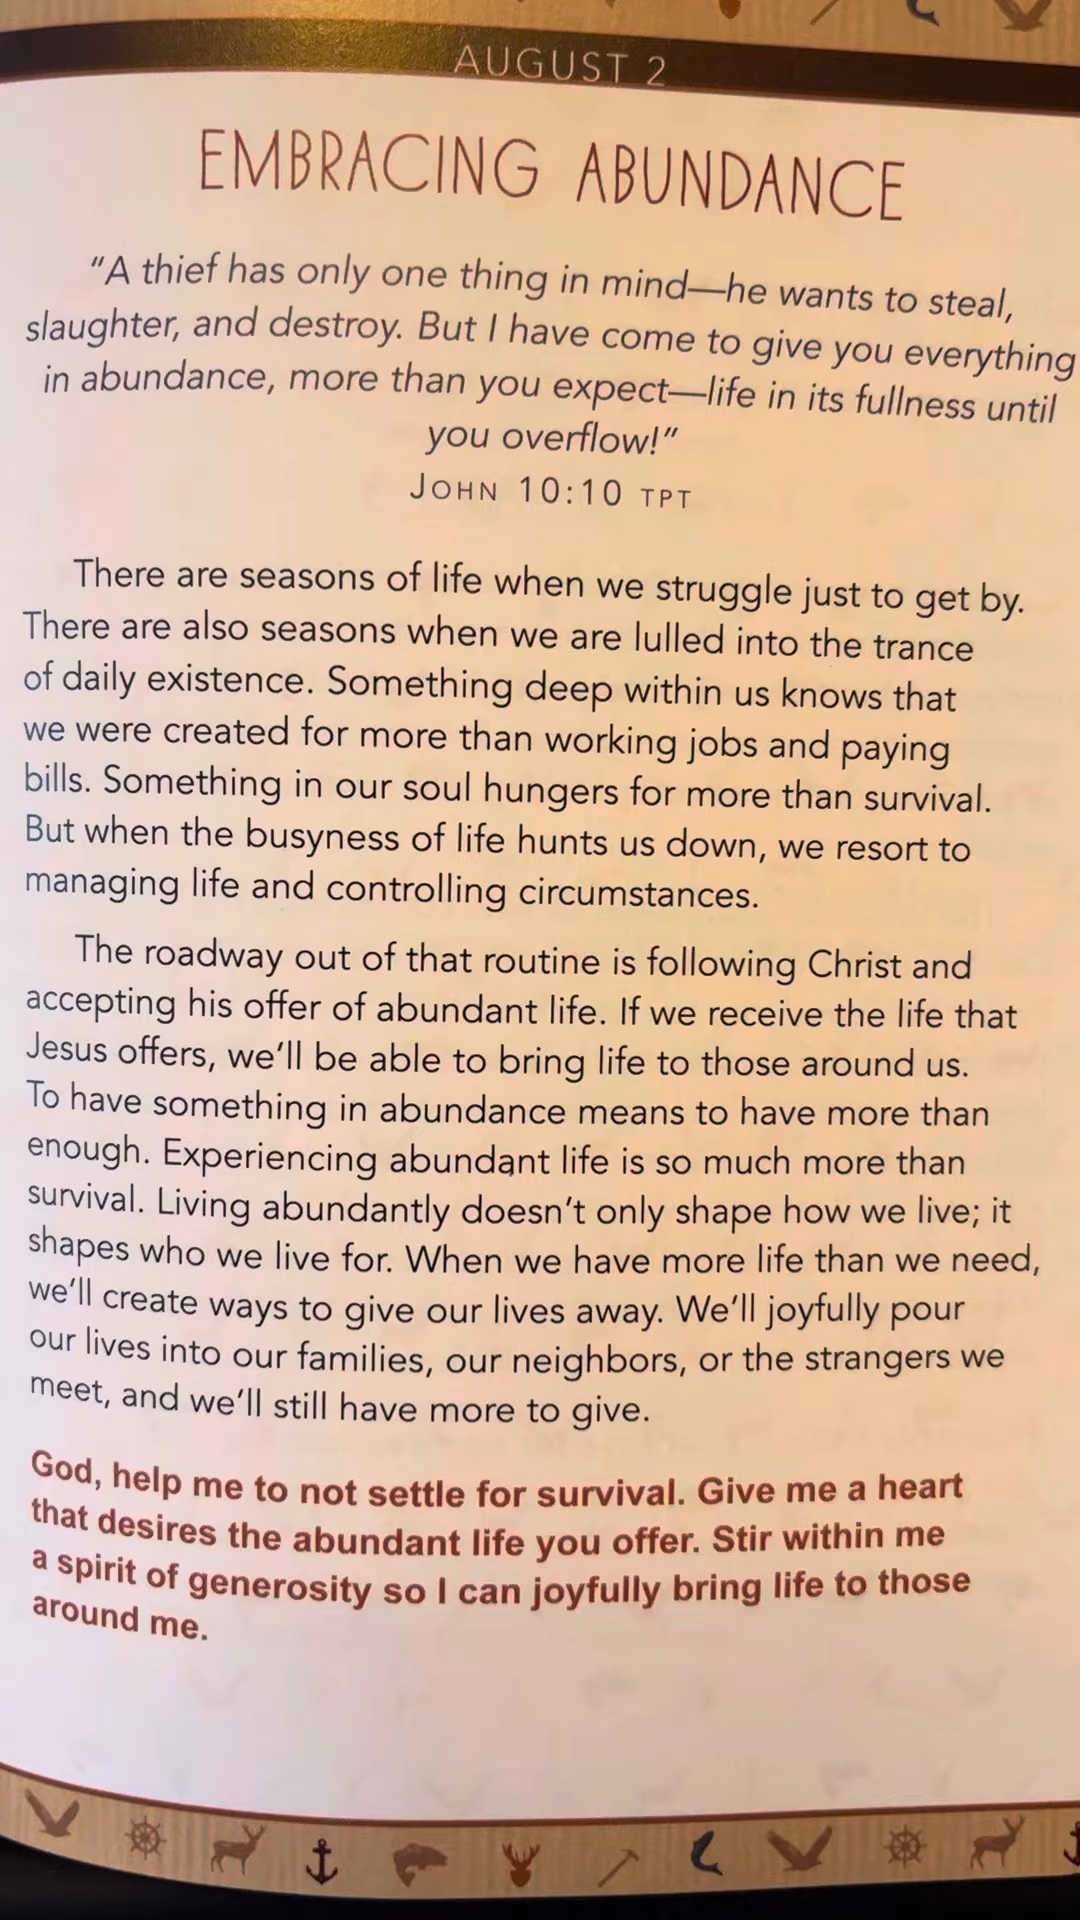 AUGUST 2
EMBRACING ABUNDANCE
"A thief has only one thing in mind—he wants to steal,
slaughter, and destroy. But I have come to give you everything
in abundance, more than you expect—life in its fullness until
you overflow!"
JOHN 10:10 TPT
There are seasons of life when we struggle just to get by.
There are also seasons when we are lulled into the trance
of daily existence. Something deep within us knows that
we were created for more than working jobs and paying
bills. Something in our soul hungers for more than survival.
But when the busyness of life hunts us down, we resort to
managing life and controlling circumstances.
The roadway out of that routine is following Christ and
accepting his offer of abundant life. If we receive the life that
Jesus offers, we'll be able to bring life to those around us.
To have something in abundance means to have more than
enough. Experiencing abundant life is so much more than
survival. Living abundantly doesn't only shape how we live; it
shapes who we live for. When we have more life than we need,
we'll create ways to give our lives away. We'll joyfully pour
our lives into our families, our neighbors, or the strangers we
meet, and we'll still have more to give.
God, help me to not settle for survival. Give me a heart
that desires the abundant life you offer. Stir within me
a spirit of generosity so I can joyfully bring life to those
around me.